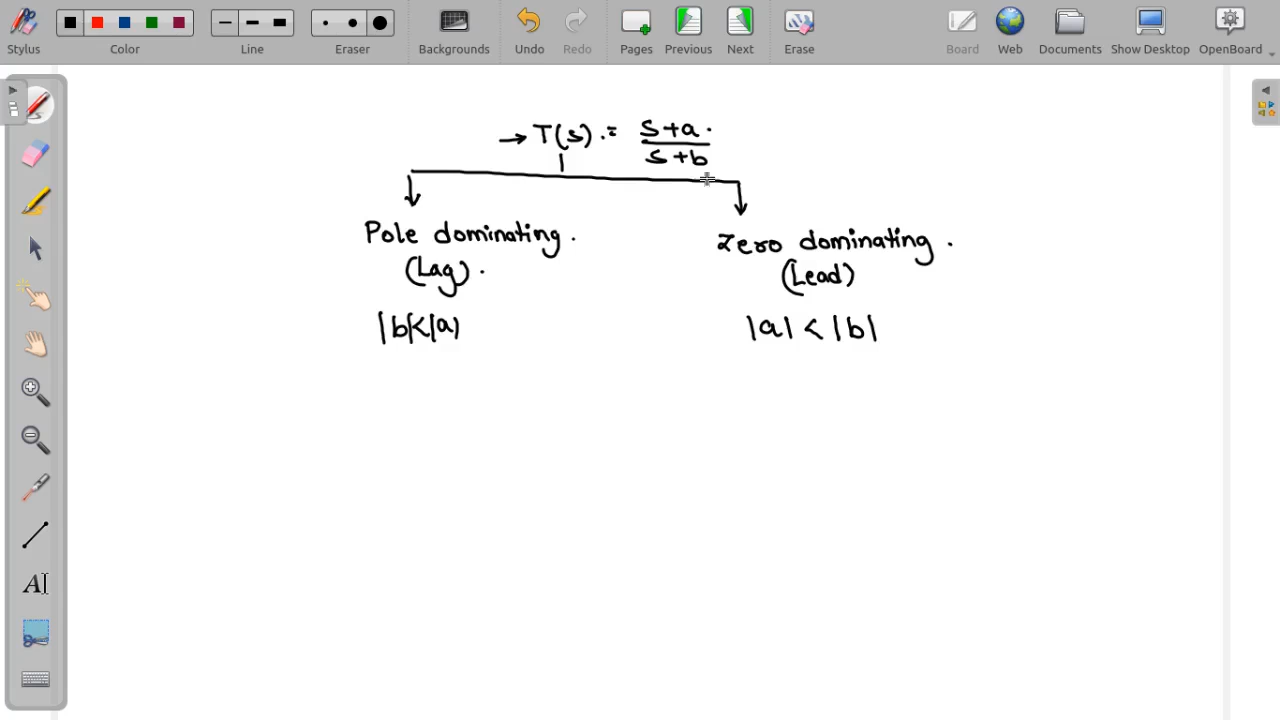 Stylus Color Line Eraser Backgrounds Undo Redo Pages Previous Next Erase Board Web Documents Show Desktop OpenBoard
→ T(s) .= s+a .
s+b
Pole dominating . Zero dominating .
(Lag) . (Lead)
|b|<|a| |a| < |b|
AI